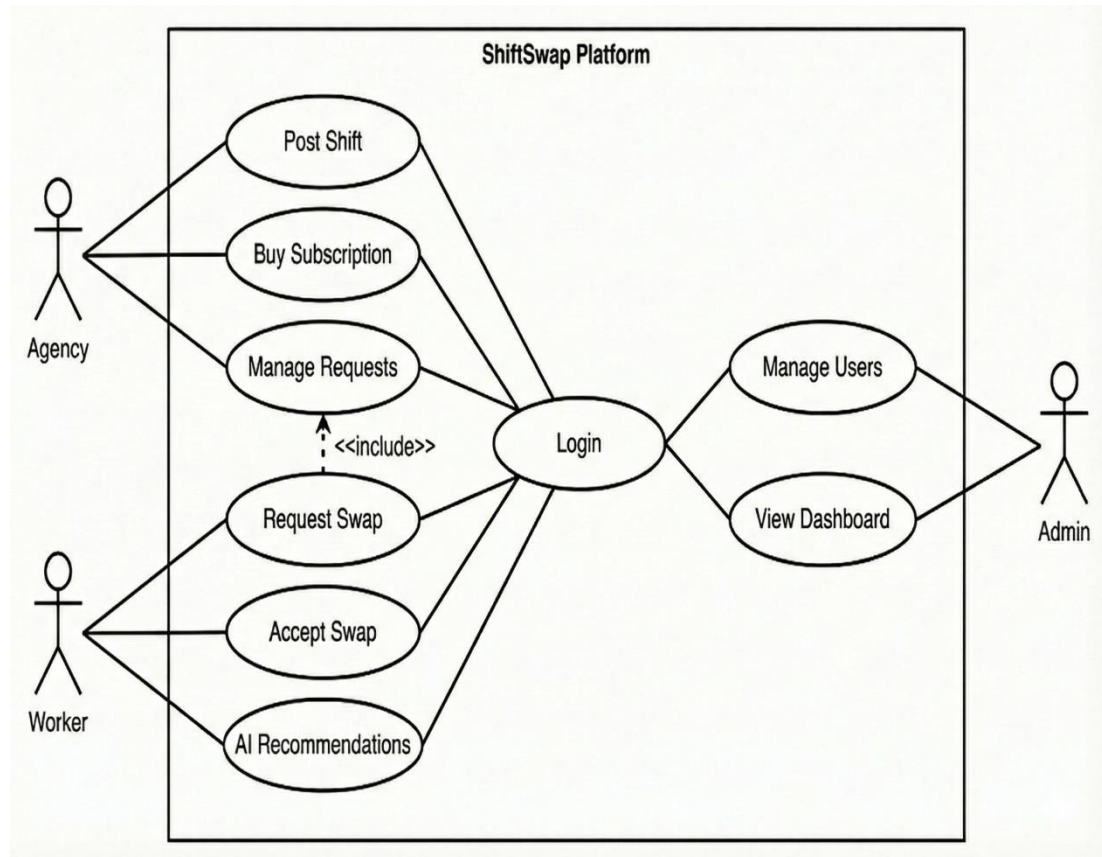 ShiftSwap Platform
Post Shift
Buy Subscription
Agency
Manage Requests
<<include>>
Login
Manage Users
Request Swap
View Dashboard
Admin
Accept Swap
Worker
AI Recommendations